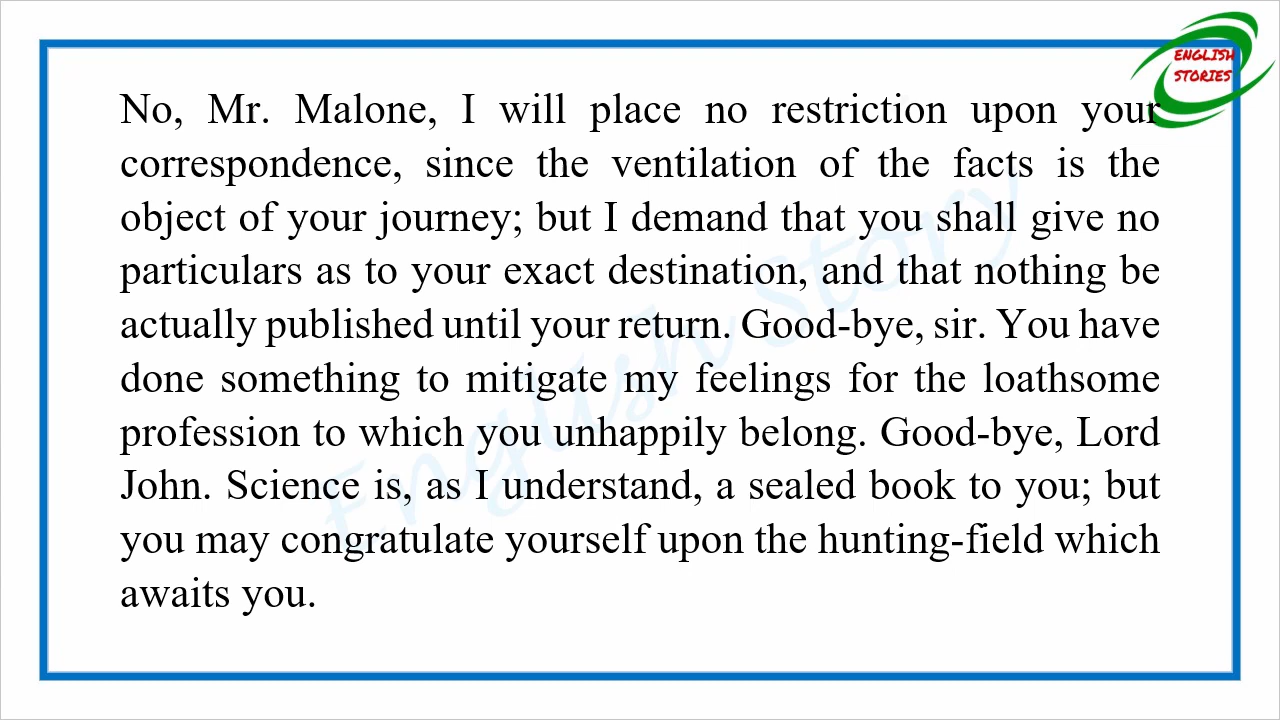 ENGLISH
STORIES
No, Mr. Malone, I will place no restriction upon your
correspondence, since the ventilation of the facts is the
object of your journey; but I demand that you shall give no
particulars as to your exact destination, and that nothing be
actually published until your return. Good-bye, sir. You have
done something to mitigate my feelings for the loathsome
profession to which you unhappily belong. Good-bye, Lord
John. Science is, as I understand, a sealed book to you; but
you may congratulate yourself upon the hunting-field which
awaits you.
English Story